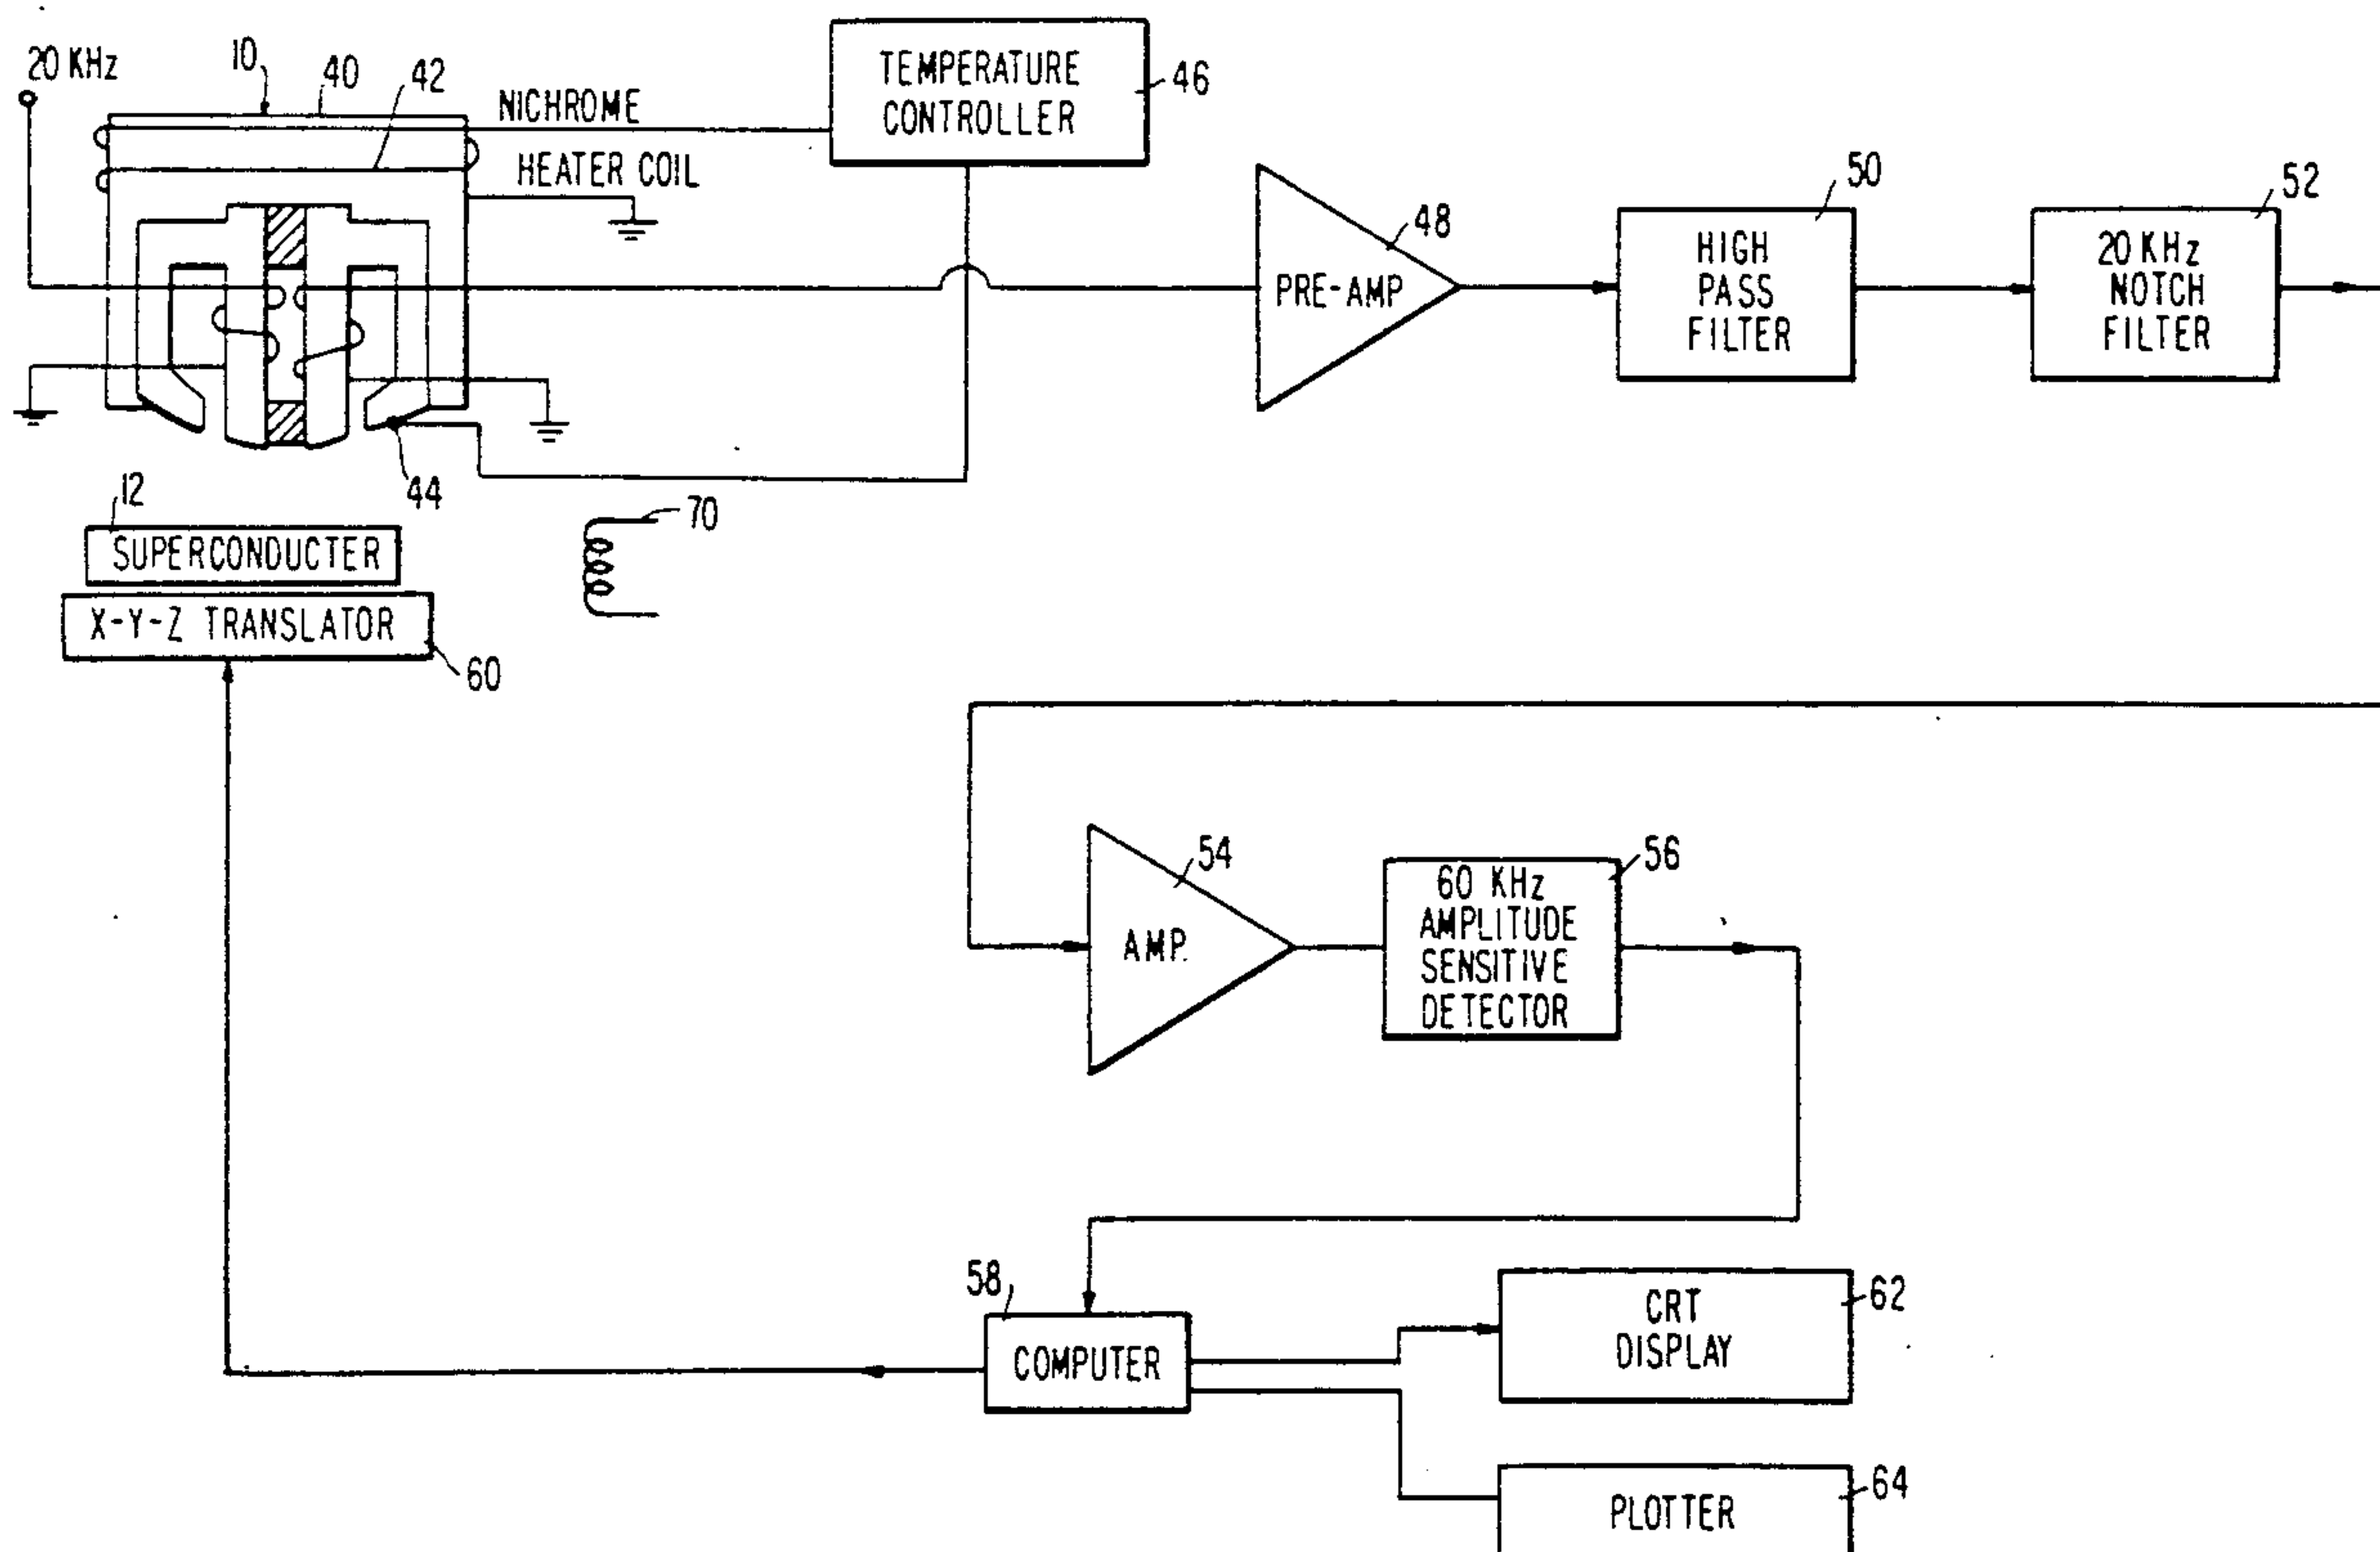 20 KHz
10
40
42
NICHROME
HEATER COIL
TEMPERATURE
CONTROLLER
46
48
PRE-AMP
50
HIGH
PASS
FILTER
52
20 KHz
NOTCH
FILTER
44
12
SUPERCONDUCTER
X-Y-Z TRANSLATOR
60
70
54
AMP.
56
60 KHz
AMPLITUDE
SENSITIVE
DETECTOR
58
COMPUTER
CRT
DISPLAY
62
PLOTTER
64